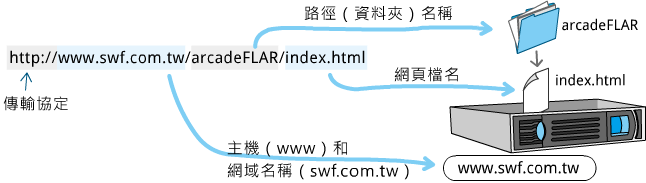 路徑（資料夾）名稱
arcadeFLAR
http://www.swf.com.tw/arcadeFLAR/index.html
網頁檔名
index.html
傳輸協定
主機（www）和
網域名稱（swf.com.tw）
www.swf.com.tw